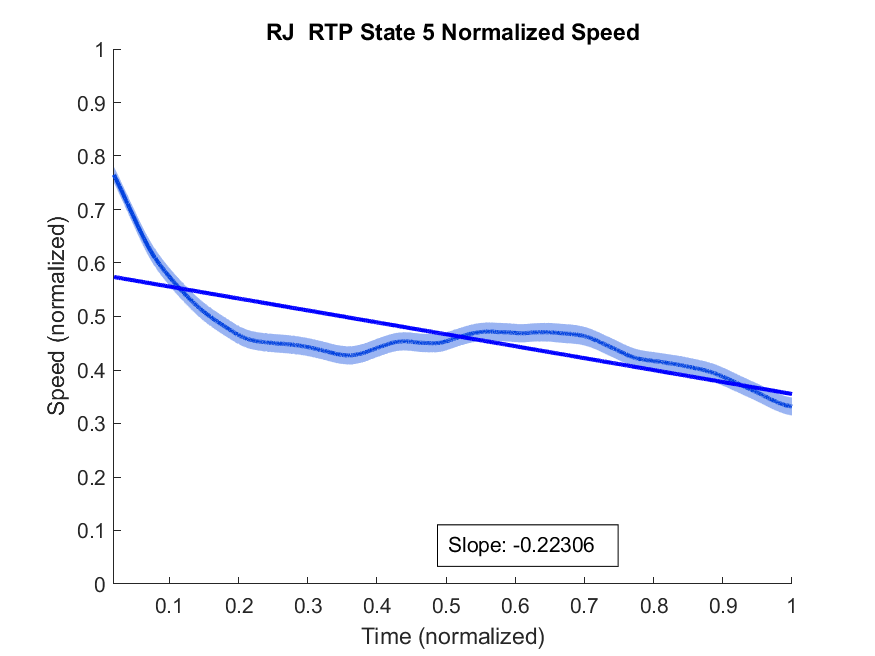 RJ  RTP State 5 Normalized Speed
1
0.9
0.8
0.7
0.6
0.5
0.4
0.3
0.2
0.1
0
Speed (normalized)
Slope: -0.22306
0.1 0.2 0.3 0.4 0.5 0.6 0.7 0.8 0.9 1
Time (normalized)